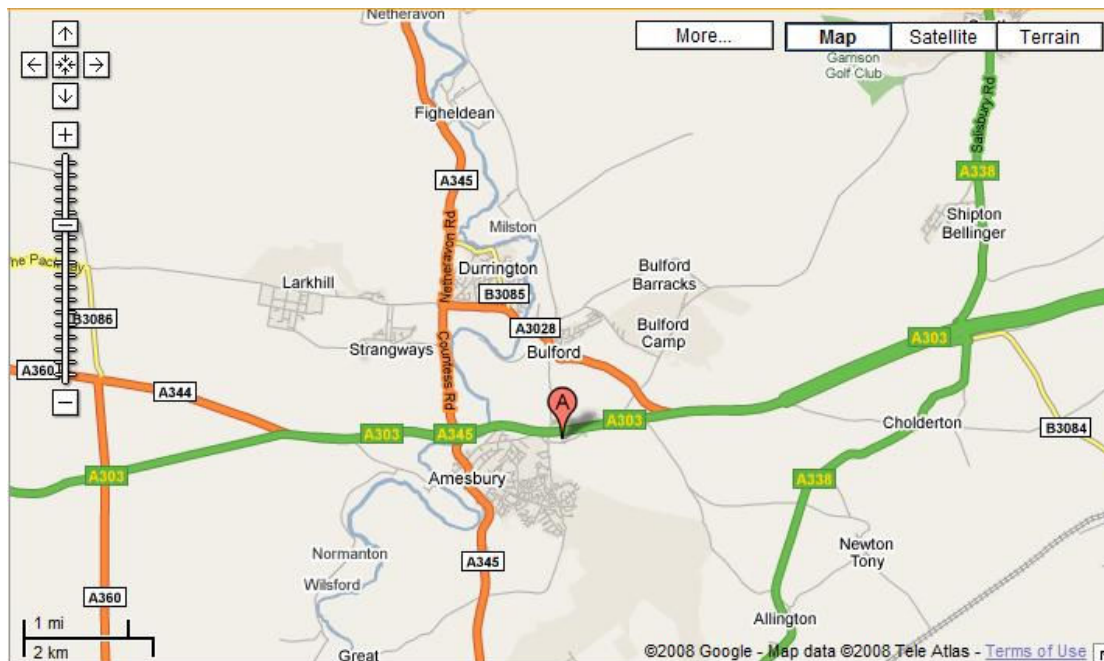 Netheravon
More...
Map
Satellite
Terrain
Garrison
Golf Club
Figheldean
Salisbury Rd
A338
A345
Netheravon Rd
Milston
Shipton
Bellinger
Durrington
Bulford
Barracks
Larkhill
B3085
B3086
A3028
Bulford
Camp
A303
Strangways
Bulford
Countess Rd
A360
A344
A
A303
A345
A303
Cholderton
B3084
A303
Amesbury
A338
Normanton
A345
Newton
Tony
Wilsford
A360
Allington
1 mi
2 km
Great
©2008 Google - Map data ©2008 Tele Atlas - Terms of Use